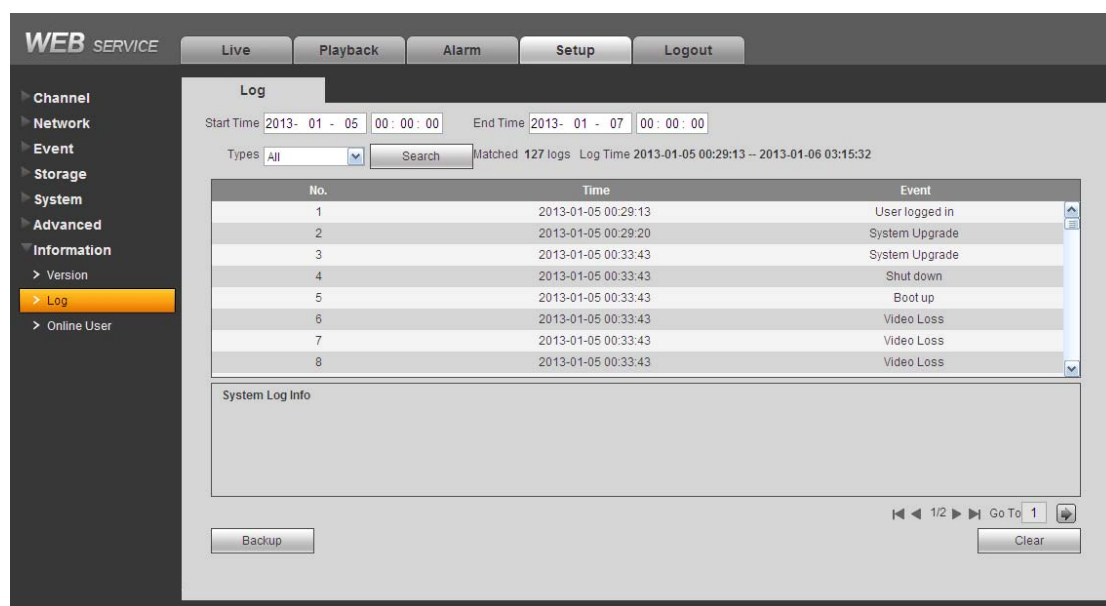 WEB SERVICE
Live Playback Alarm Setup Logout
Channel
Network
Event
Storage
System
Advanced
Information
> Version
> Log
> Online User
Log
Start Time 2013- 01 - 05 00 : 00 : 00 End Time 2013- 01 - 07 00 : 00 : 00
Types All Search Matched 127 logs Log Time 2013-01-05 00:29:13 -- 2013-01-06 03:15:32
No. Time Event
1 2013-01-05 00:29:13 User logged in
2 2013-01-05 00:29:20 System Upgrade
3 2013-01-05 00:33:43 System Upgrade
4 2013-01-05 00:33:43 Shut down
5 2013-01-05 00:33:43 Boot up
6 2013-01-05 00:33:43 Video Loss
7 2013-01-05 00:33:43 Video Loss
8 2013-01-05 00:33:43 Video Loss
System Log Info
1/2 Go To 1
Backup Clear